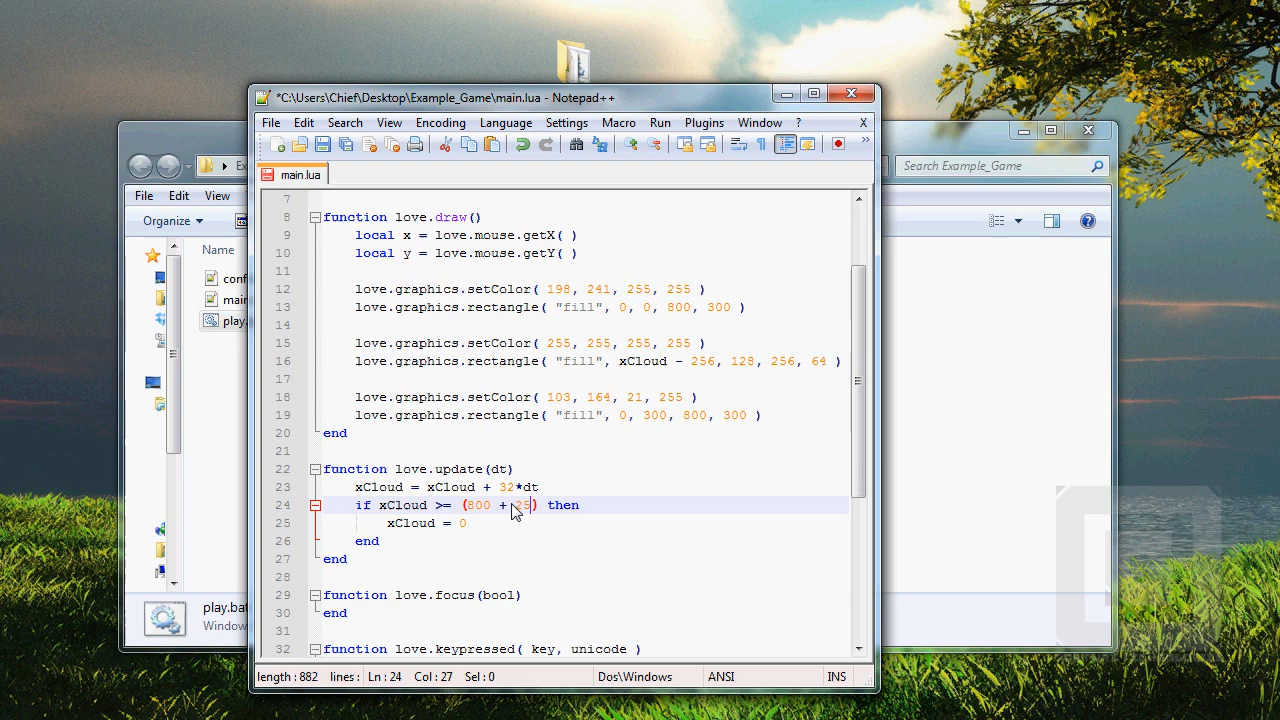 *C:\Users\Chief\Desktop\Example_Game\main.lua - Notepad++
File Edit Search View Encoding Language Settings Macro Run Plugins Window ? X
Search Example_Game
main.lua
File Edit View
Organize
Name
conf
main
play.
7
8 function love.draw()
9 local x = love.mouse.getX( )
10 local y = love.mouse.getY( )
11
12 love.graphics.setColor( 198, 241, 255, 255 )
13 love.graphics.rectangle( "fill", 0, 0, 800, 300 )
14
15 love.graphics.setColor( 255, 255, 255, 255 )
16 love.graphics.rectangle( "fill", xCloud - 256, 128, 256, 64 )
17
18 love.graphics.setColor( 103, 164, 21, 255 )
19 love.graphics.rectangle( "fill", 0, 300, 800, 300 )
20 end
21
22 function love.update(dt)
23 xCloud = xCloud + 32*dt
24 if xCloud >= (800 + 25) then
25 xCloud = 0
26 end
27 end
28
29 function love.focus(bool)
30 end
31
32 function love.keypressed( key, unicode )
play.bat
Window
length : 882 lines : Ln : 24 Col : 27 Sel : 0 Dos\Windows ANSI INS